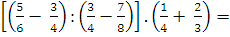 [(5/6 − 3/4) : (3/4 − 7/8)] . (1/4 + 2/3) =